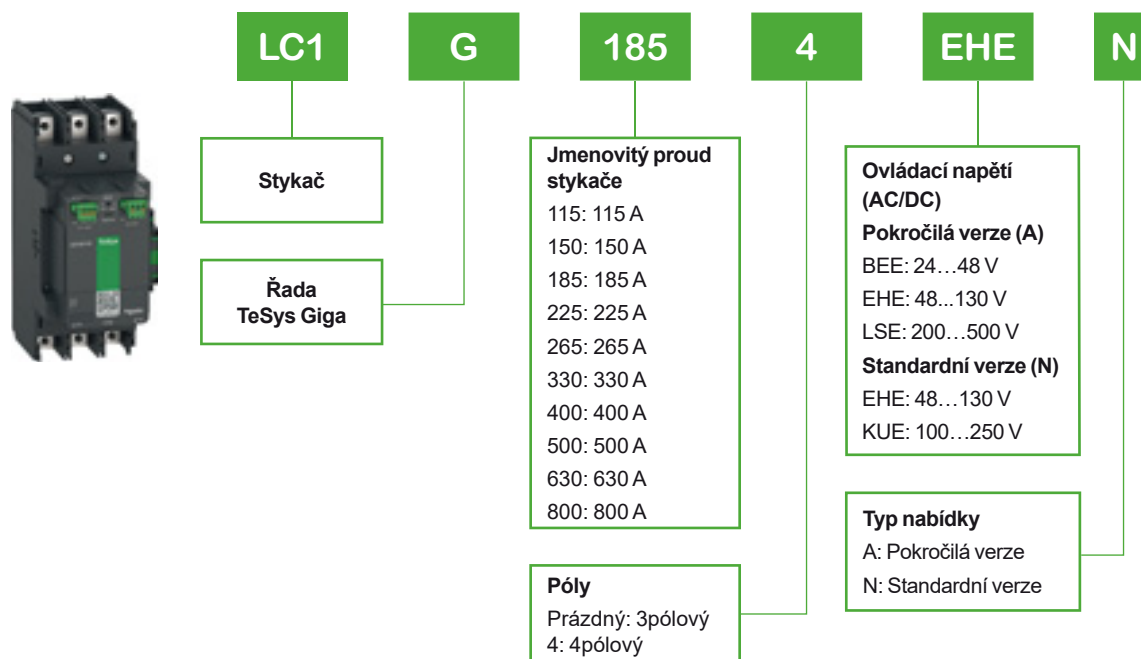 LC1 G 185 4 EHE N
Stykač
Řada
TeSys Giga
Jmenovitý proud
stykače
115: 115 A
150: 150 A
185: 185 A
225: 225 A
265: 265 A
330: 330 A
400: 400 A
500: 500 A
630: 630 A
800: 800 A
Póly
Prázdný: 3pólový
4: 4pólový
Ovládací napětí
(AC/DC)
Pokročilá verze (A)
BEE: 24…48 V
EHE: 48...130 V
LSE: 200…500 V
Standardní verze (N)
EHE: 48…130 V
KUE: 100…250 V
Typ nabídky
A: Pokročilá verze
N: Standardní verze